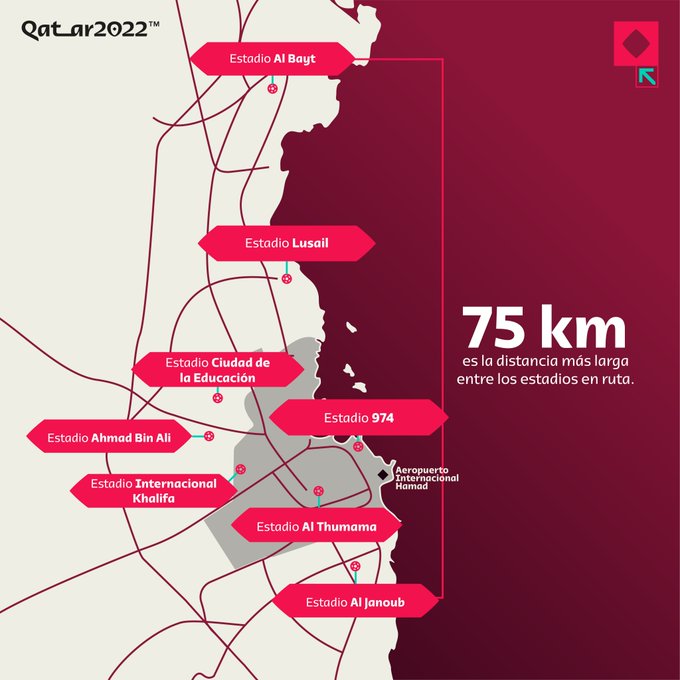 Qatar2022™
Estadio Al Bayt
Estadio Lusail
75 km
es la distancia más larga
entre los estadios en ruta.
Estadio Ciudad de
la Educación
Estadio 974
Estadio Ahmad Bin Ali
Aeropuerto
Internacional
Hamad
Estadio Internacional
Khalifa
Estadio Al Thumama
Estadio Al Janoub